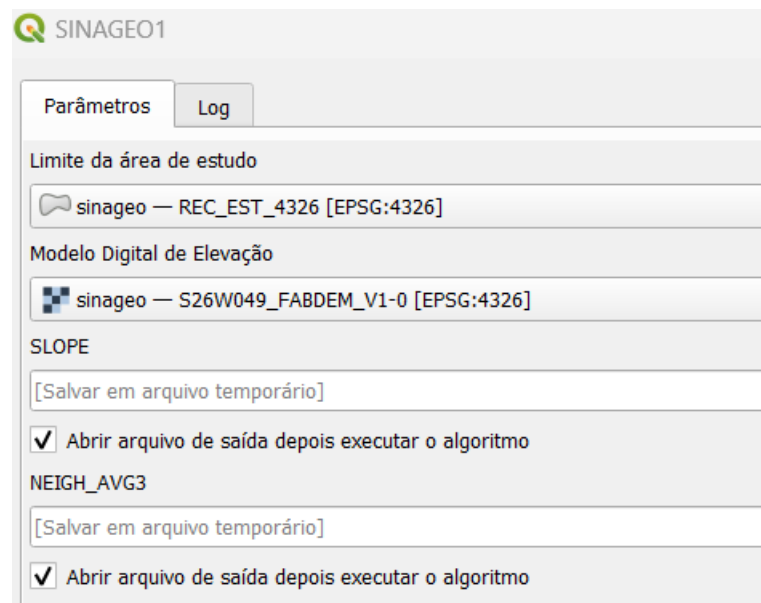 SINAGEO1
Parâmetros Log
Limite da área de estudo
sinageo — REC_EST_4326 [EPSG:4326]
Modelo Digital de Elevação
sinageo — S26W049_FABDEM_V1-0 [EPSG:4326]
SLOPE
[Salvar em arquivo temporário]
Abrir arquivo de saída depois executar o algoritmo
NEIGH_AVG3
[Salvar em arquivo temporário]
Abrir arquivo de saída depois executar o algoritmo